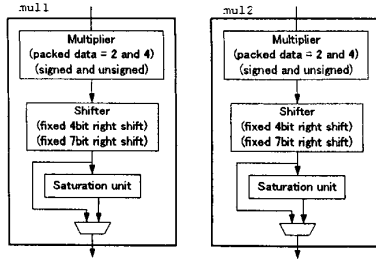 mul1
Multiplier
(packed data = 2 and 4)
(signed and unsigned)
Shifter
(fixed 4bit right shift)
(fixed 7bit right shift)
Saturation unit
mul2
Multiplier
(packed data = 2 and 4)
(signed and unsigned)
Shifter
(fixed 4bit right shift)
(fixed 7bit right shift)
Saturation unit